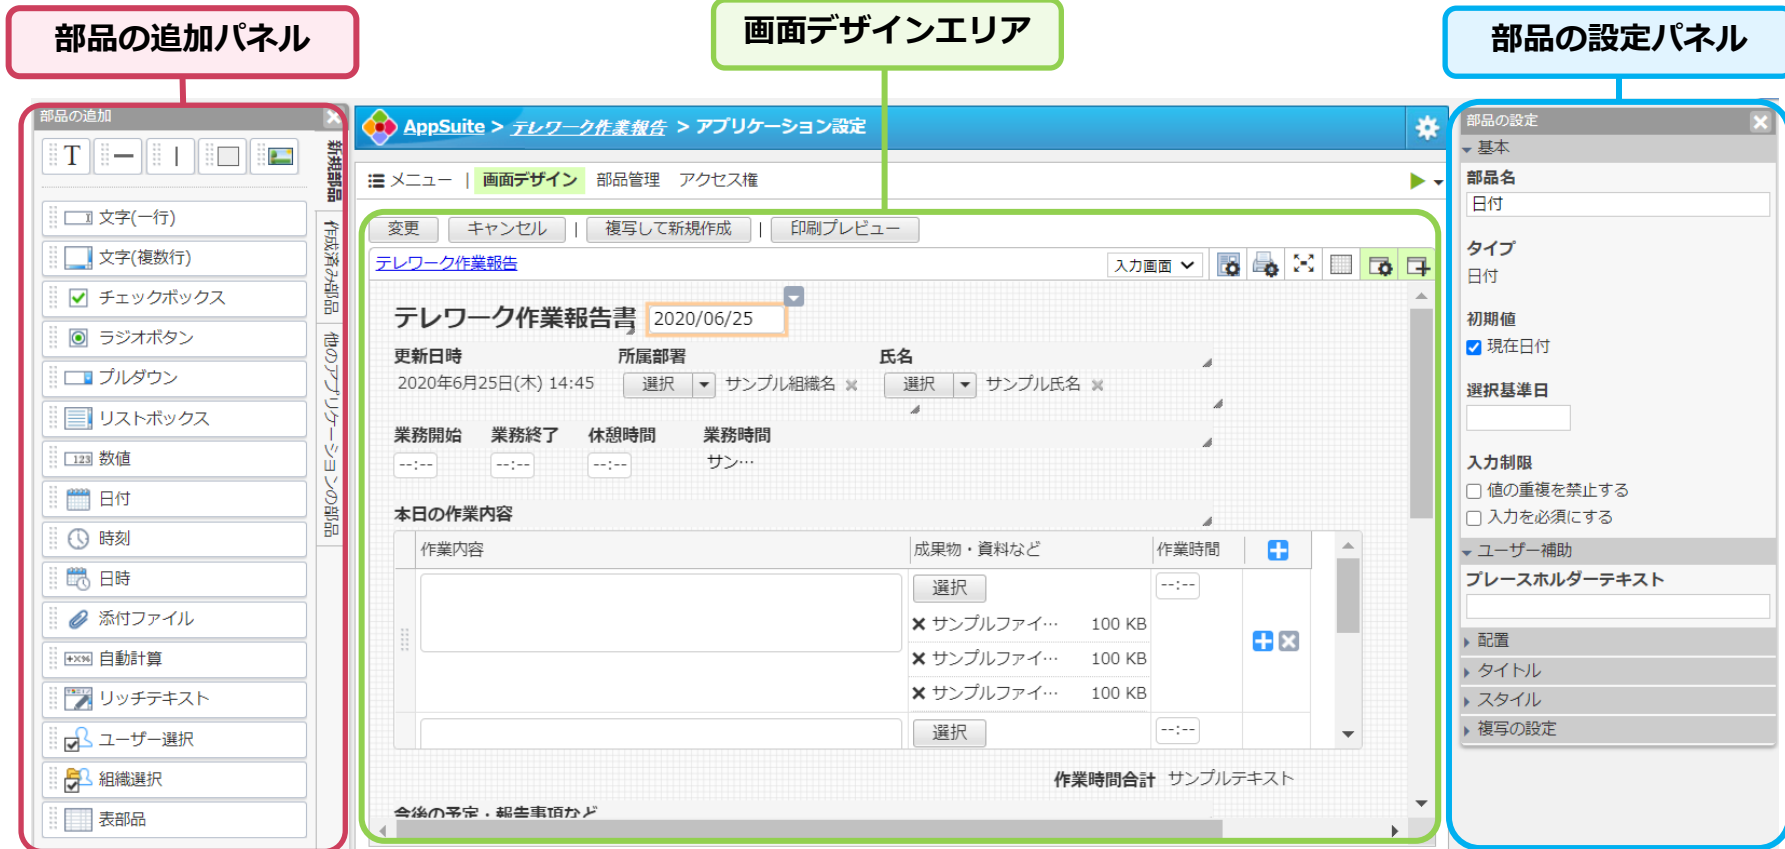 部品の追加パネル
画面デザインエリア
部品の設定パネル
部品の追加
T
文字(一行)
文字(複数行)
チェックボックス
ラジオボタン
プルダウン
リストボックス
123 数値
日付
時刻
日時
添付ファイル
+×% 自動計算
リッチテキスト
ユーザー選択
組織選択
表部品
新規部品
作成済み部品
他のアプリケーションの部品
AppSuite > テレワーク作業報告 > アプリケーション設定
メニュー | 画面デザイン 部品管理 アクセス権
変更 キャンセル | 複写して新規作成 | 印刷プレビュー
テレワーク作業報告 入力画面
テレワーク作業報告書 2020/06/25
更新日時 所属部署 氏名
2020年6月25日(木) 14:45 選択 サンプル組織名 選択 サンプル氏名
業務開始 業務終了 休憩時間 業務時間
--:-- --:-- --:-- サン…
本日の作業内容
作業内容 成果物・資料など 作業時間
選択 --:--
サンプルファイ… 100 KB
サンプルファイ… 100 KB
サンプルファイ… 100 KB
選択 --:--
作業時間合計 サンプルテキスト
今後の予定・報告事項など
部品の設定
基本
部品名
日付
タイプ
日付
初期値
現在日付
選択基準日
入力制限
値の重複を禁止する
入力を必須にする
ユーザー補助
プレースホルダーテキスト
配置
タイトル
スタイル
複写の設定